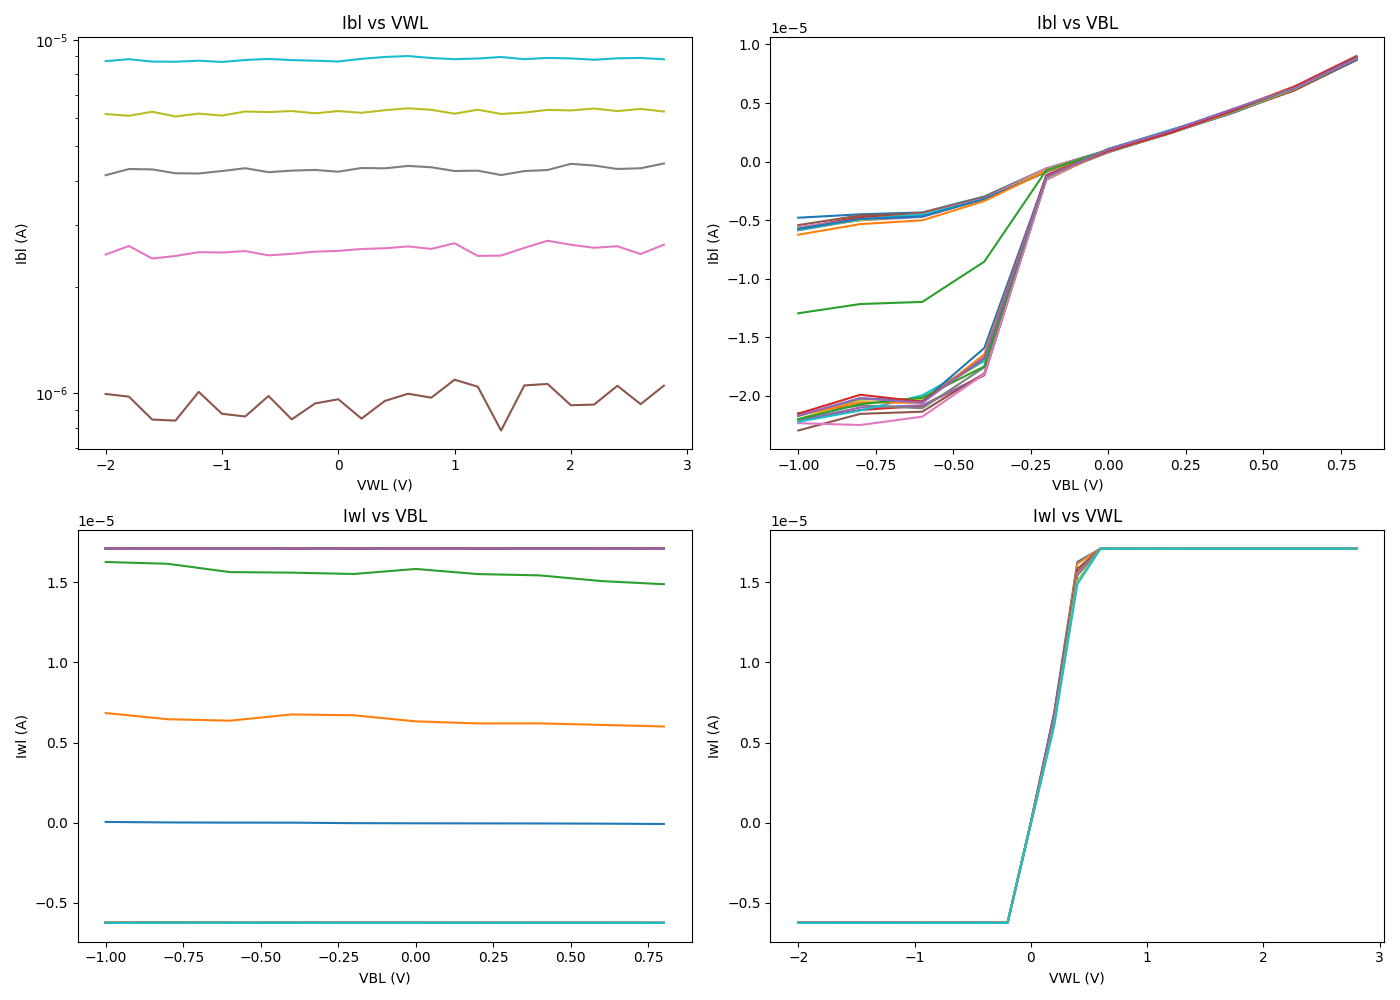 Ibl vs VWL
10⁻⁵
10⁻⁶
Ibl (A)
−2 −1 0 1 2 3
VWL (V)
Ibl vs VBL
1e−5
1.0
0.5
0.0
−0.5
−1.0
−1.5
−2.0
Ibl (A)
−1.00 −0.75 −0.50 −0.25 0.00 0.25 0.50 0.75
VBL (V)
Iwl vs VBL
1e−5
1.5
1.0
0.5
0.0
−0.5
Iwl (A)
−1.00 −0.75 −0.50 −0.25 0.00 0.25 0.50 0.75
VBL (V)
Iwl vs VWL
1e−5
1.5
1.0
0.5
0.0
−0.5
Iwl (A)
−2 −1 0 1 2 3
VWL (V)